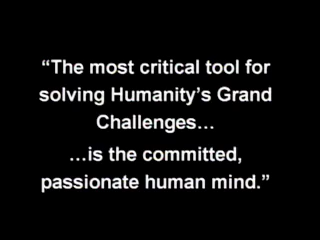 “The most critical tool for
solving Humanity’s Grand
Challenges…
…is the committed,
passionate human mind.”